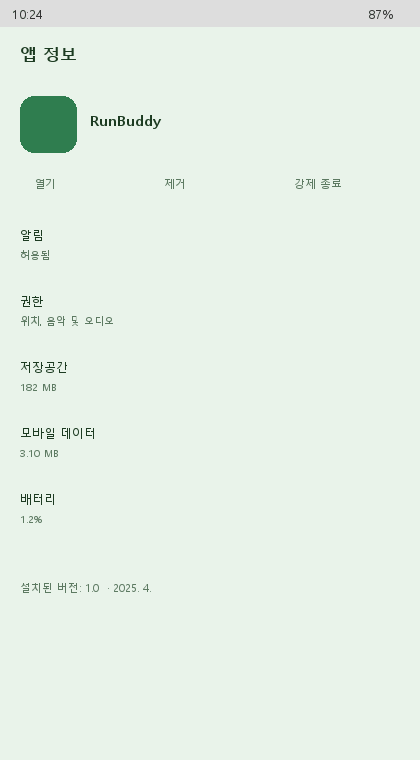 10:24 87%
앱 정보
RunBuddy
열기 제거 강제 종료
알림
허용됨
권한
위치, 음악 및 오디오
저장공간
182 MB
모바일 데이터
3.10 MB
배터리
1.2%
설치된 버전: 1.0 · 2025. 4.